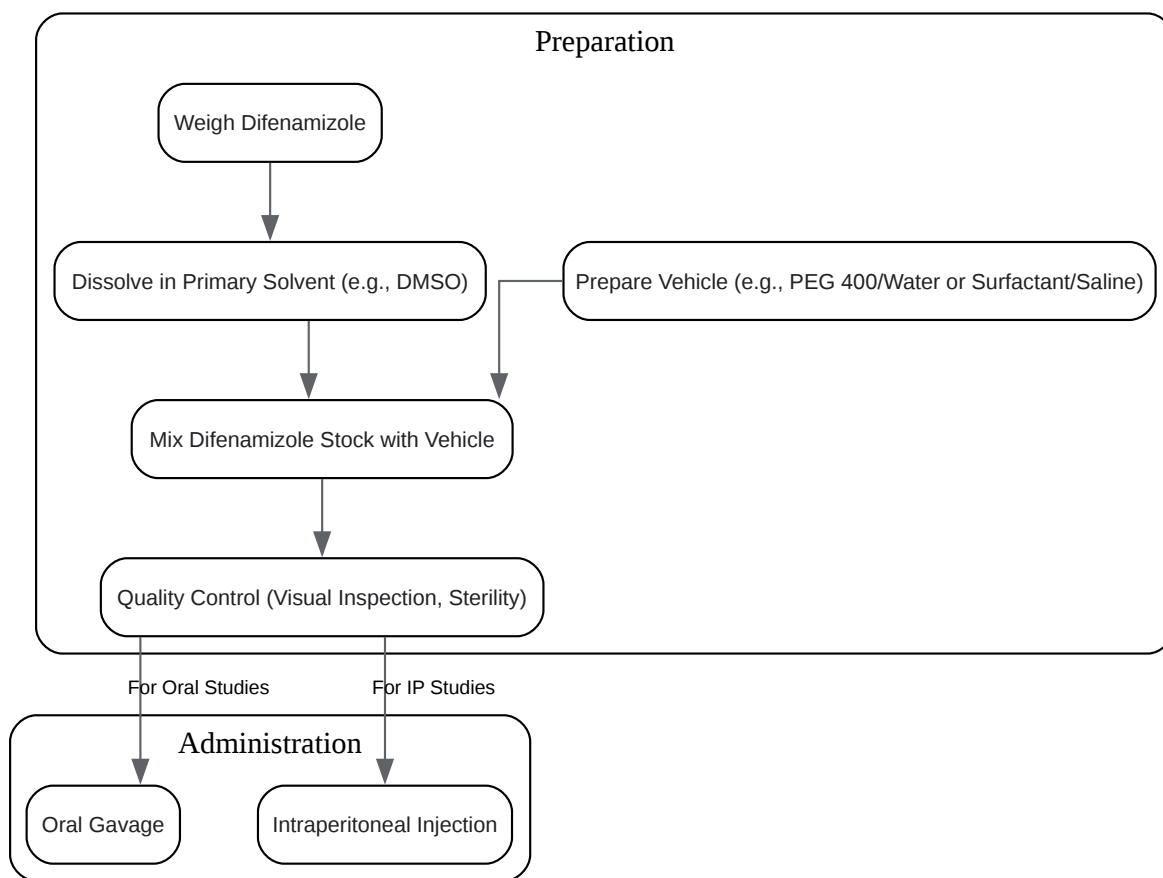 Preparation
Weigh Difenamizole
Dissolve in Primary Solvent (e.g., DMSO)
Prepare Vehicle (e.g., PEG 400/Water or Surfactant/Saline)
Mix Difenamizole Stock with Vehicle
Quality Control (Visual Inspection, Sterility)
For Oral Studies
For IP Studies
Administration
Oral Gavage
Intraperitoneal Injection